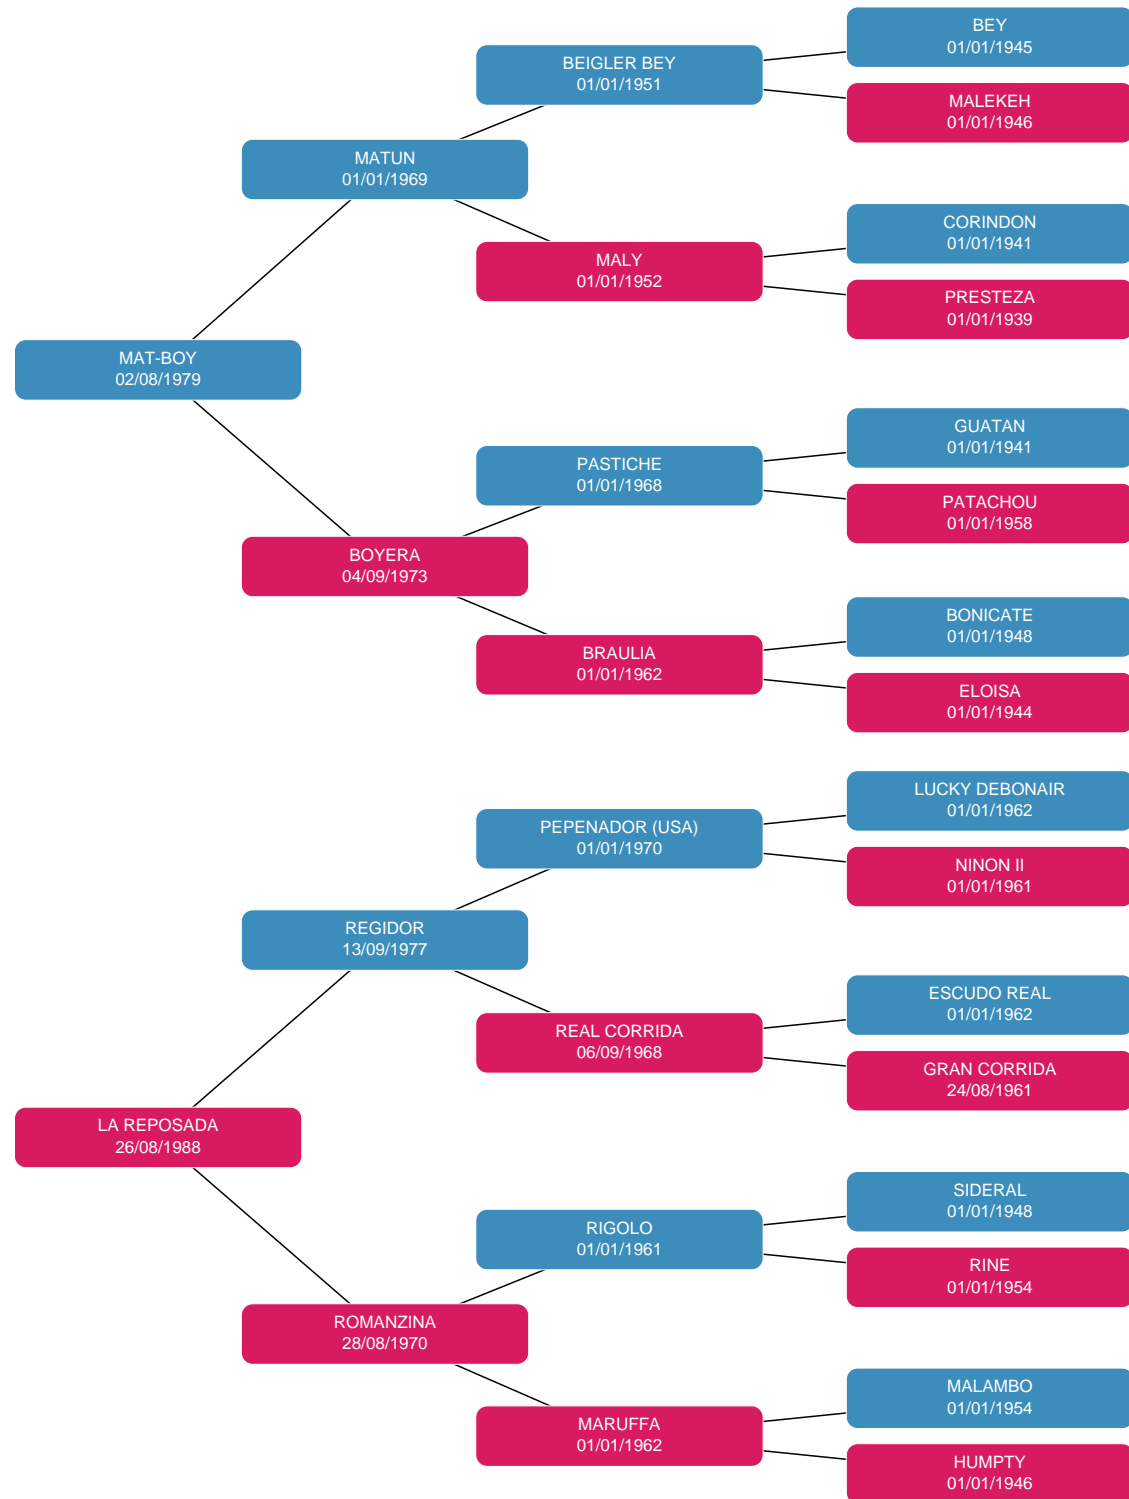 BEY
01/01/1945
BEIGLER BEY
01/01/1951
MALEKEH
01/01/1946
MATUN
01/01/1969
CORINDON
01/01/1941
MALY
01/01/1952
PRESTEZA
01/01/1939
MAT-BOY
02/08/1979
GUATAN
01/01/1941
PASTICHE
01/01/1968
PATACHOU
01/01/1958
BOYERA
04/09/1973
BONICATE
01/01/1948
BRAULIA
01/01/1962
ELOISA
01/01/1944
LUCKY DEBONAIR
01/01/1962
PEPENADOR (USA)
01/01/1970
NINON II
01/01/1961
REGIDOR
13/09/1977
ESCUDO REAL
01/01/1962
REAL CORRIDA
06/09/1968
GRAN CORRIDA
24/08/1961
LA REPOSADA
26/08/1988
SIDERAL
01/01/1948
RIGOLO
01/01/1961
RINE
01/01/1954
ROMANZINA
28/08/1970
MALAMBO
01/01/1954
MARUFFA
01/01/1962
HUMPTY
01/01/1946